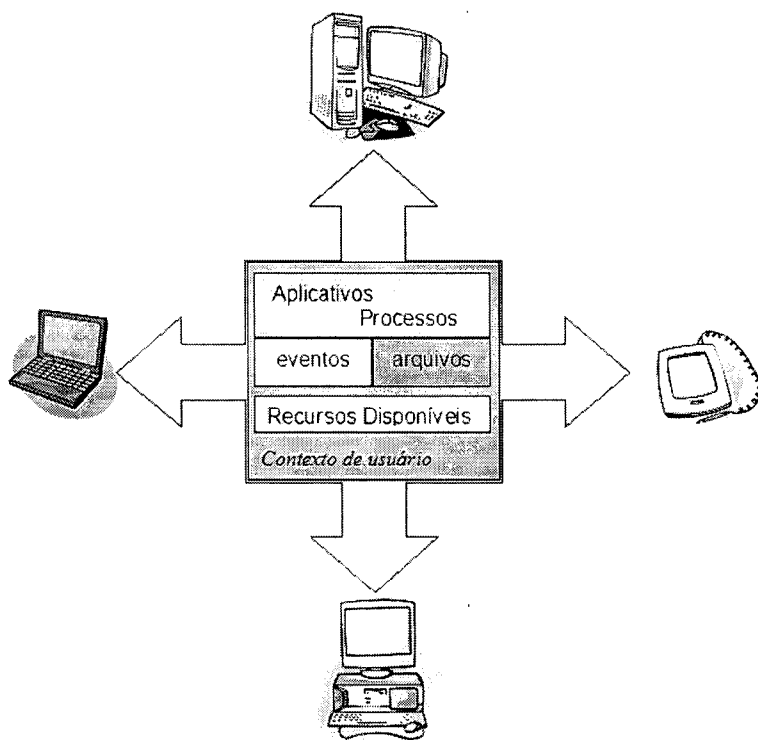 Aplicativos
Processos
eventos
arquivos
Recursos Disponíveis
Contexto de usuário